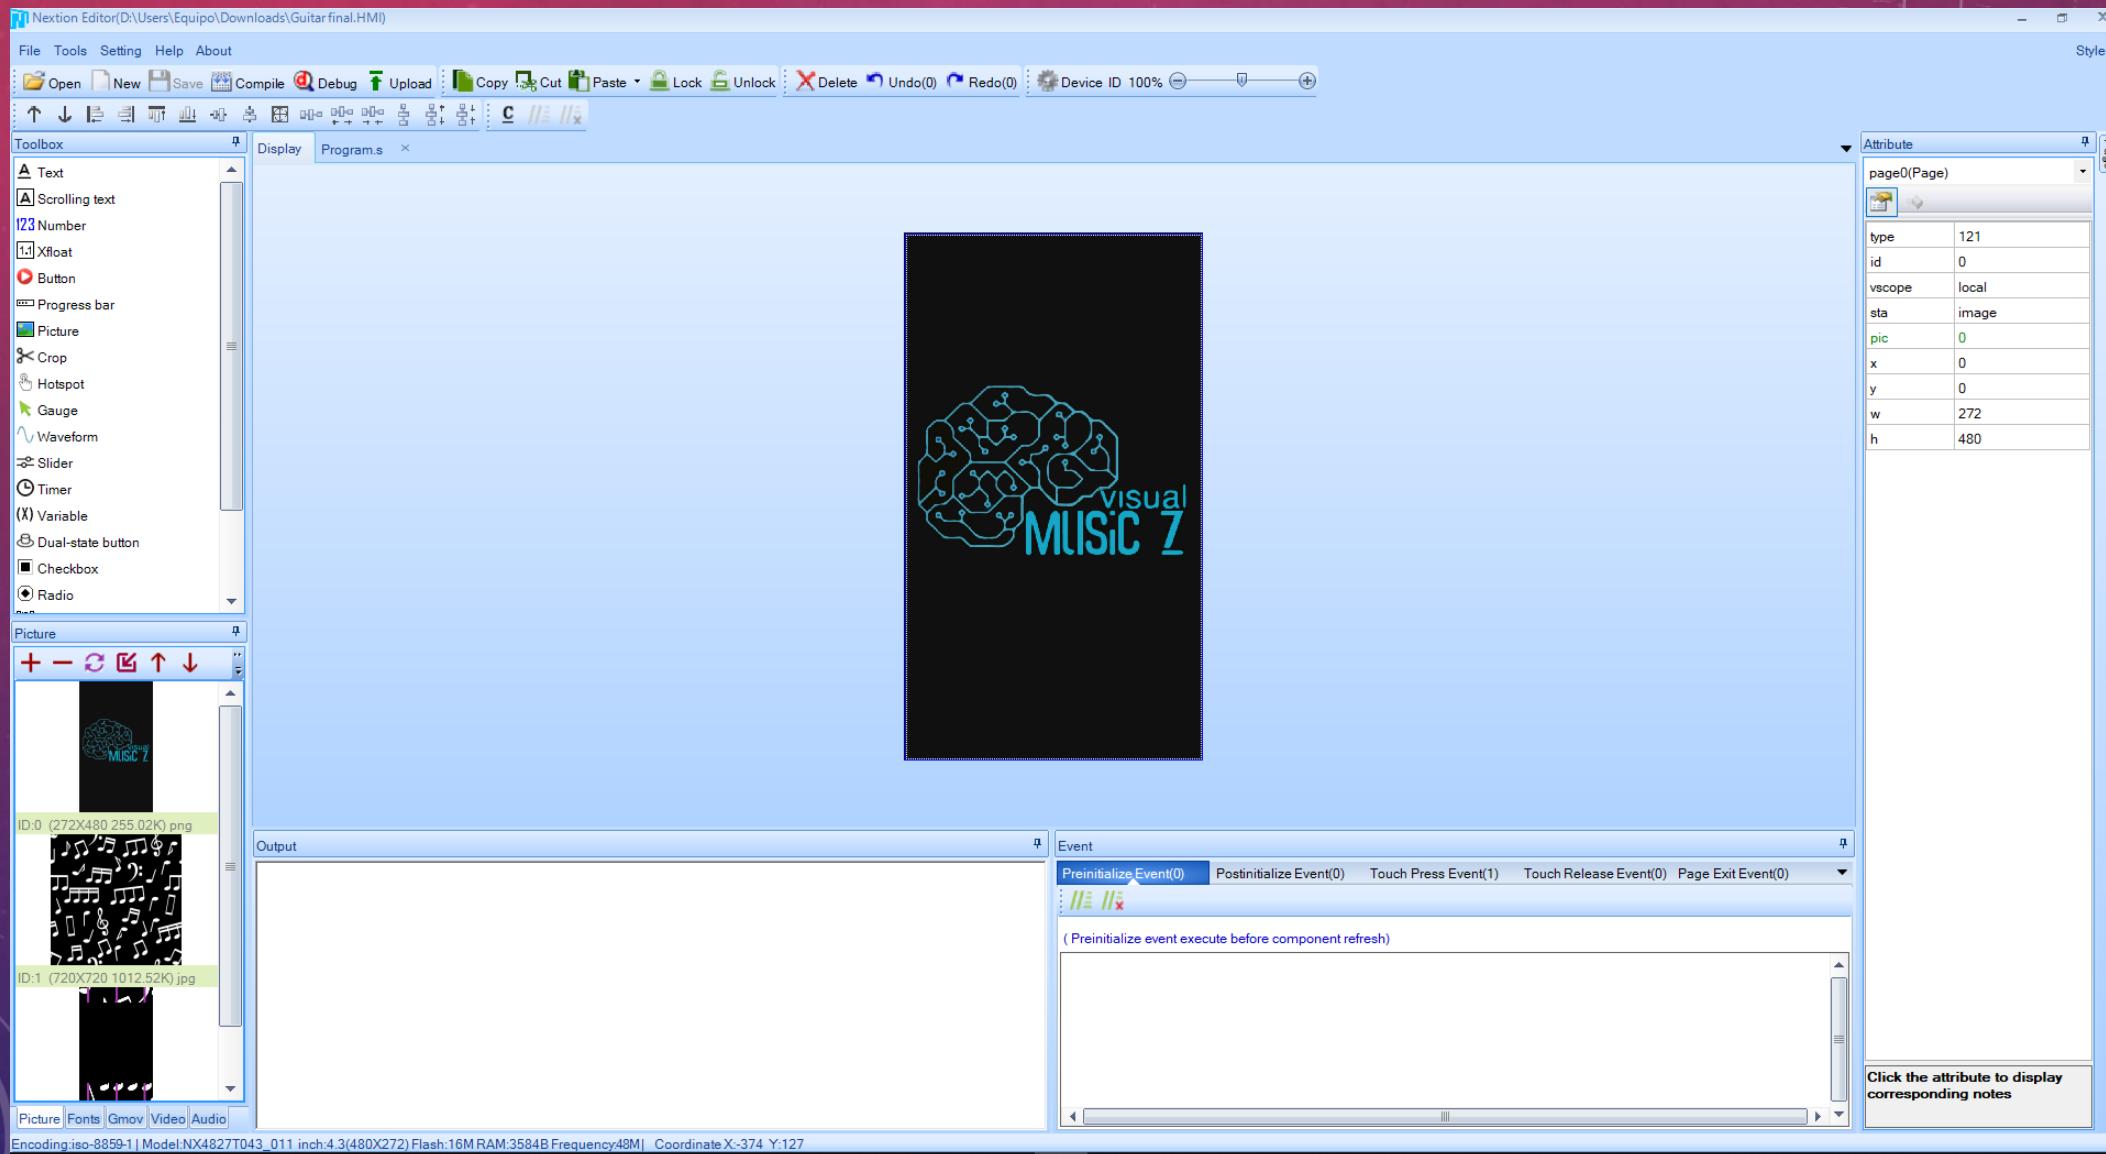 Nextion Editor(D:\Users\Equipo\Downloads\Guitar final.HMI)
File Tools Setting Help About
Style
Open New Save Compile Debug Upload Copy Cut Paste Lock Unlock Delete Undo(0) Redo(0) Device ID 100%
Toolbox
A Text
A Scrolling text
123 Number
1.1 Xfloat
Button
Progress bar
Picture
Crop
Hotspot
Gauge
Waveform
Slider
Timer
(X) Variable
Dual-state button
Checkbox
Radio
Picture
visual
MUSiC Z
ID:0 (272X480 255.02K) png
ID:1 (720X720 1012.52K) jpg
Picture Fonts Gmov Video Audio
Display Program.s
visual
MUSiC Z
Output
Event
Preinitialize Event(0) Postinitialize Event(0) Touch Press Event(1) Touch Release Event(0) Page Exit Event(0)
( Preinitialize event execute before component refresh)
Attribute
page0(Page)
type 121
id 0
vscope local
sta image
pic 0
x 0
y 0
w 272
h 480
Click the attribute to display
corresponding notes
Encoding:iso-8859-1 | Model:NX4827T043_011 inch:4.3(480X272) Flash:16M RAM:3584B Frequency:48M | Coordinate X:-374 Y:127